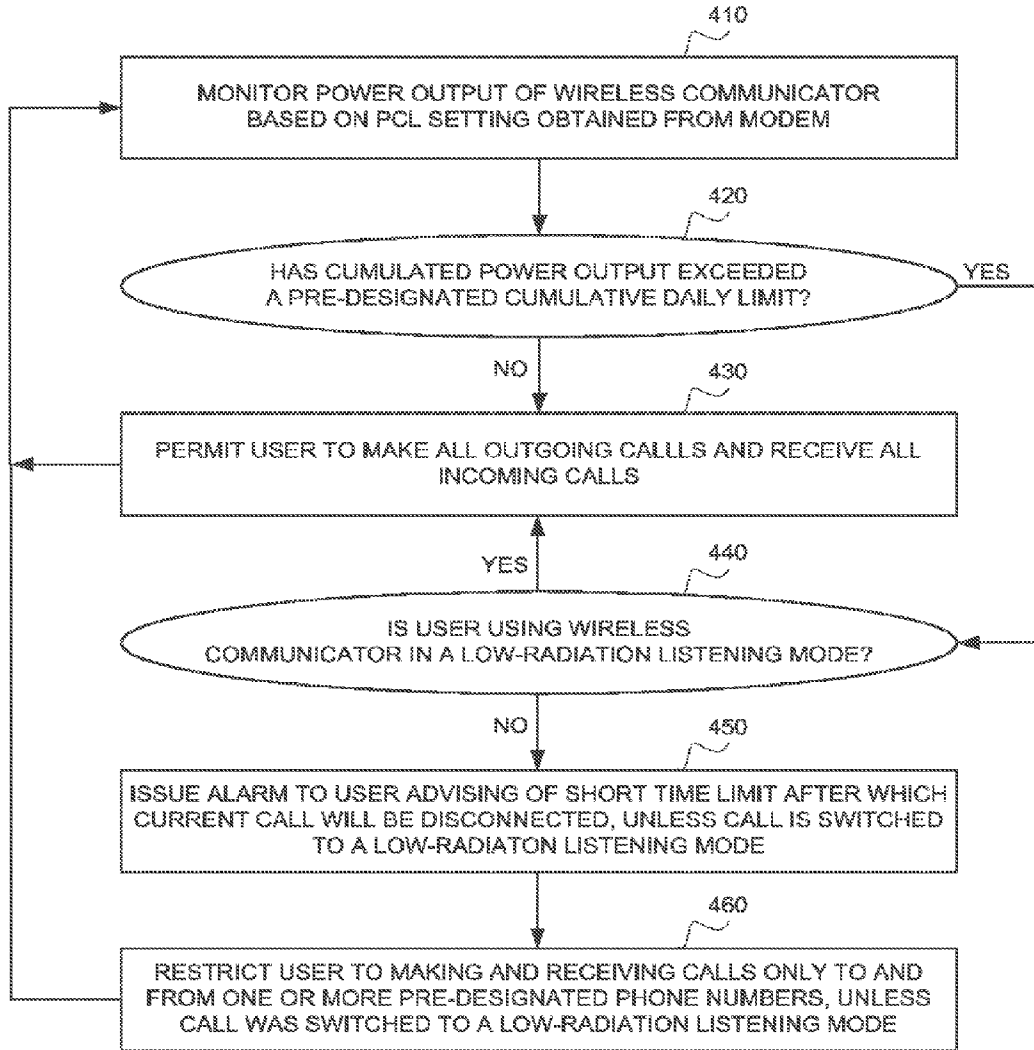 410
MONITOR POWER OUTPUT OF WIRELESS COMMUNICATOR
BASED ON PCL SETTING OBTAINED FROM MODEM
420
HAS CUMULATED POWER OUTPUT EXCEEDED
A PRE-DESIGNATED CUMULATIVE DAILY LIMIT?
YES
NO
430
PERMIT USER TO MAKE ALL OUTGOING CALLLS AND RECEIVE ALL
INCOMING CALLS
YES
440
IS USER USING WIRELESS
COMMUNICATOR IN A LOW-RADIATION LISTENING MODE?
NO
450
ISSUE ALARM TO USER ADVISING OF SHORT TIME LIMIT AFTER WHICH
CURRENT CALL WILL BE DISCONNECTED, UNLESS CALL IS SWITCHED
TO A LOW-RADIATON LISTENING MODE
460
RESTRICT USER TO MAKING AND RECEIVING CALLS ONLY TO AND
FROM ONE OR MORE PRE-DESIGNATED PHONE NUMBERS, UNLESS
CALL WAS SWITCHED TO A LOW-RADIATION LISTENING MODE